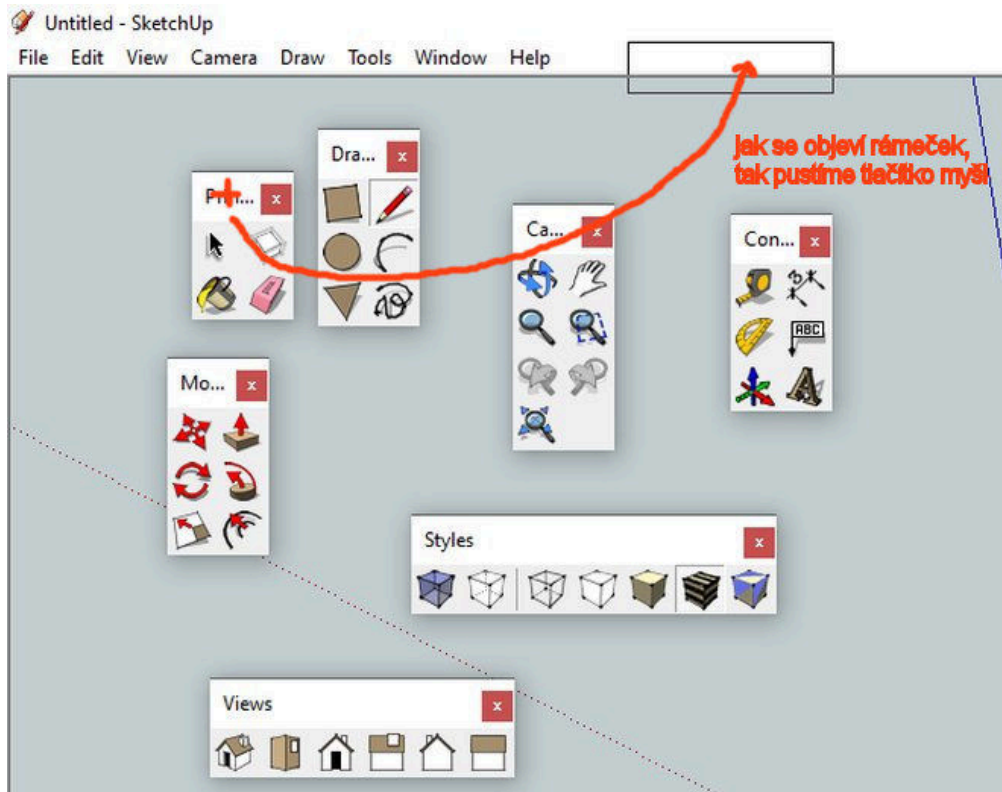 Untitled - SketchUp
File Edit View Camera Draw Tools Window Help
Dra...
jak se objeví rámeček,
tak pustíme tlačítko myši
Ca...
Con...
ABC
Mo...
Styles
Views